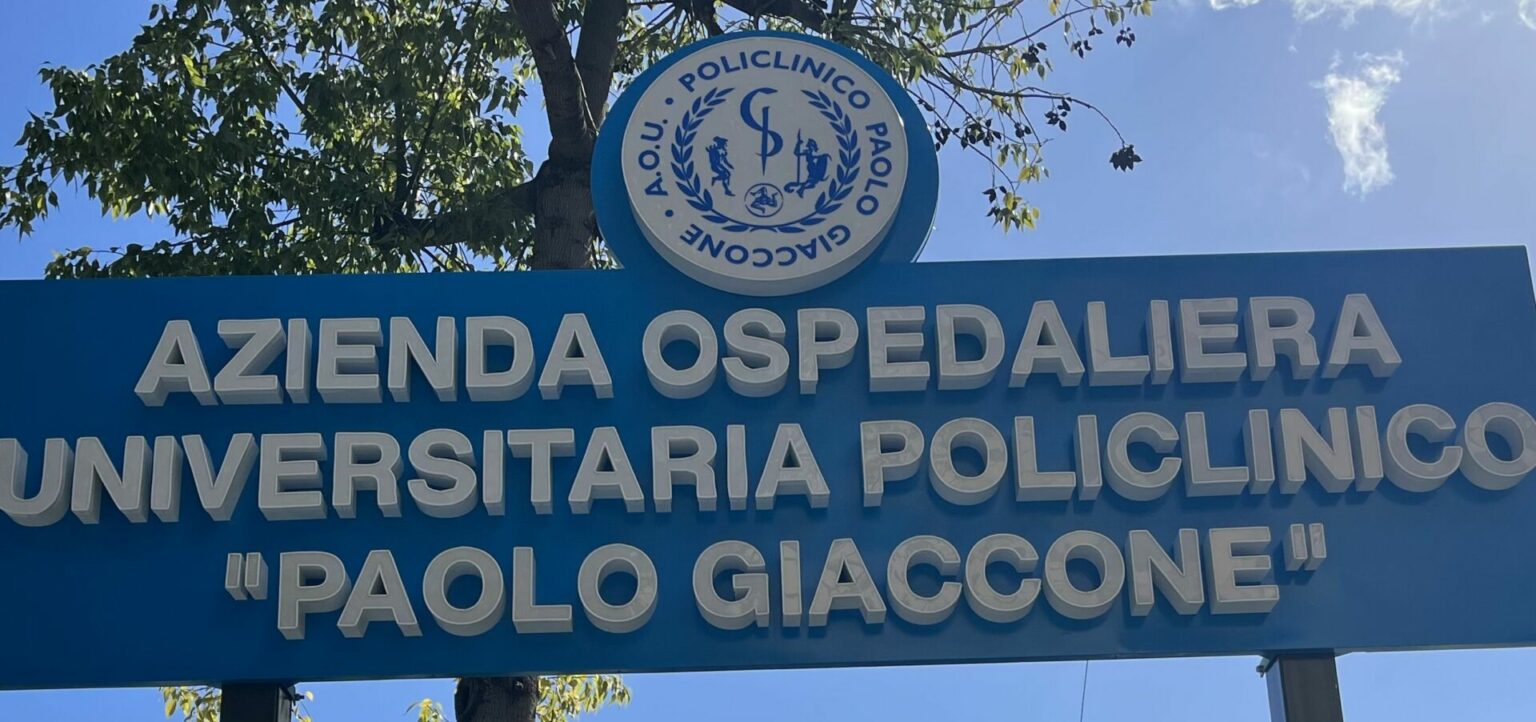 A.O.U. • POLICLINICO PAOLO GIACCONE •
AZIENDA OSPEDALIERA
UNIVERSITARIA POLICLINICO
"PAOLO GIACCONE"